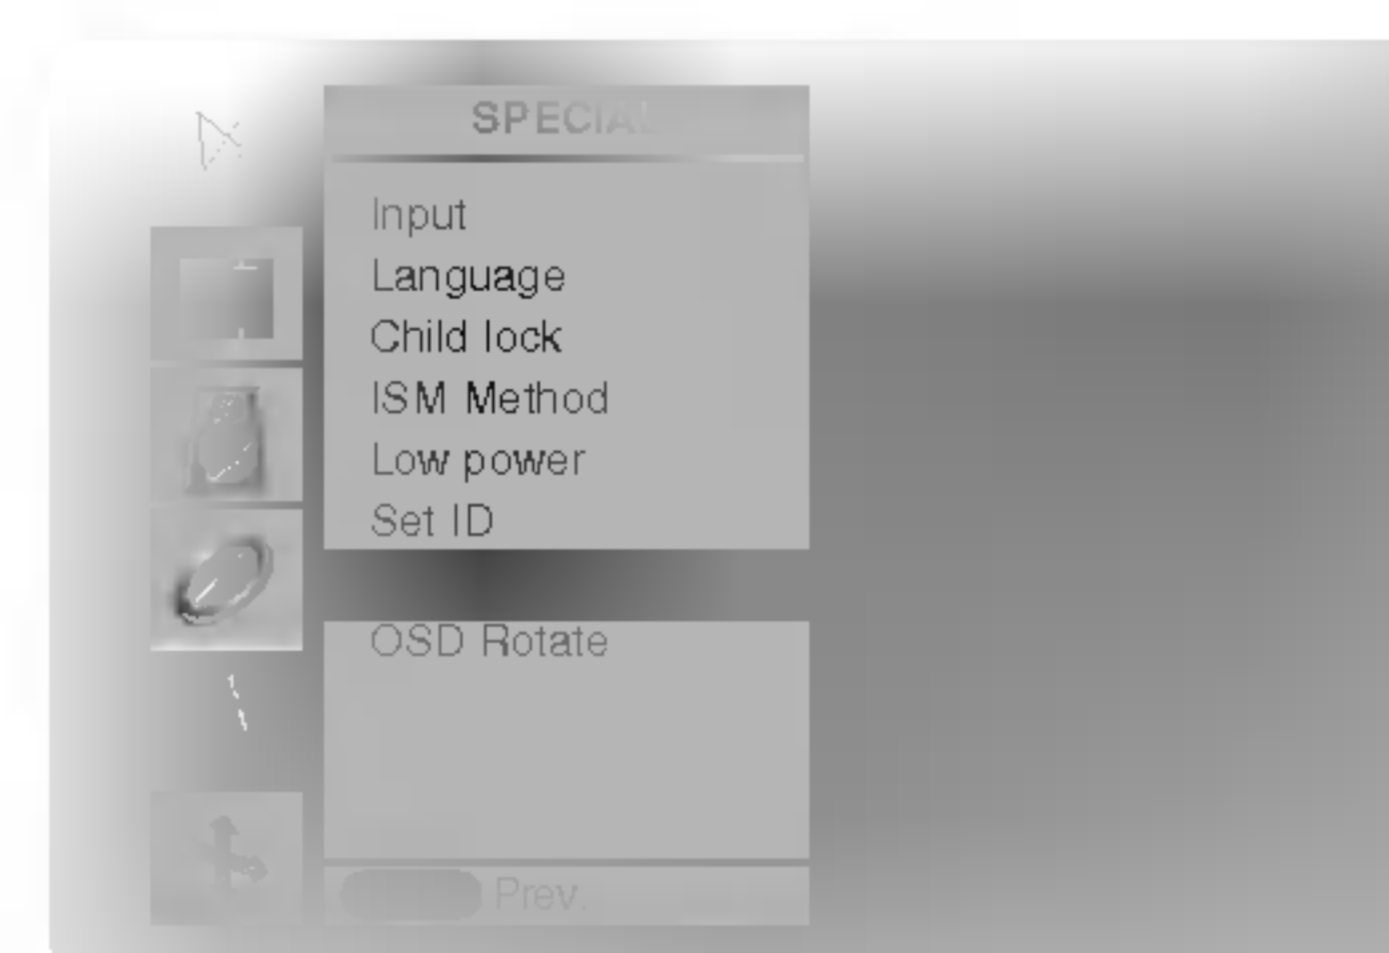 SPECIAL
Input
Language
Child lock
ISM Method
Low power
Set ID
OSD Rotate
Prev.